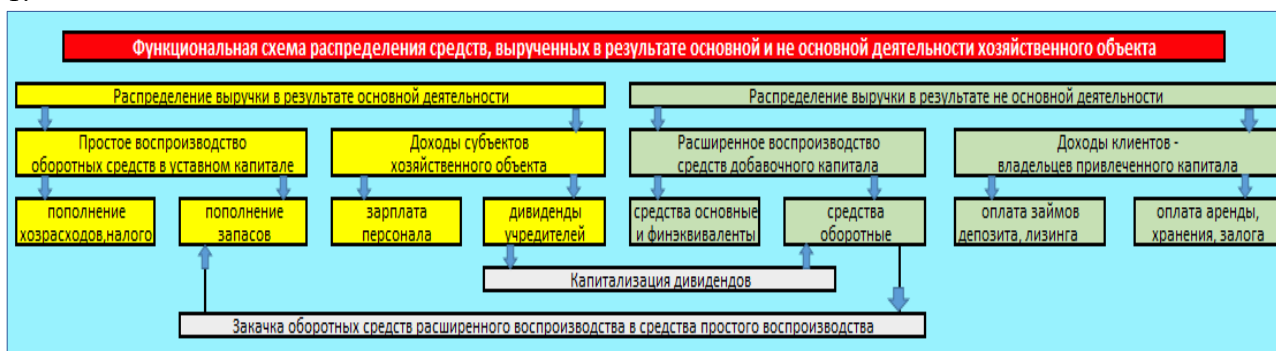 Функциональная схема распределения средств, вырученных в результате основной и не основной деятельности хозяйственного объекта
Распределение выручки в результате основной деятельности
Распределение выручки в результате не основной деятельности
Простое воспроизводство
оборотных средств в уставном капитале
Доходы субъектов
хозяйственного объекта
Расширенное воспроизводство
средств добавочного капитала
Доходы клиентов -
владельцев привлеченного капитала
пополнение
хозрасходов,налого
пополнение
запасов
зарплата
персонала
дивиденды
учредителей
средства основные
и финэквиваленты
средства
оборотные
оплата займов
депозита, лизинга
оплата аренды,
хранения, залога
Капитализация дивидендов
Закачка оборотных средств расширенного воспроизводства в средства простого воспроизводства